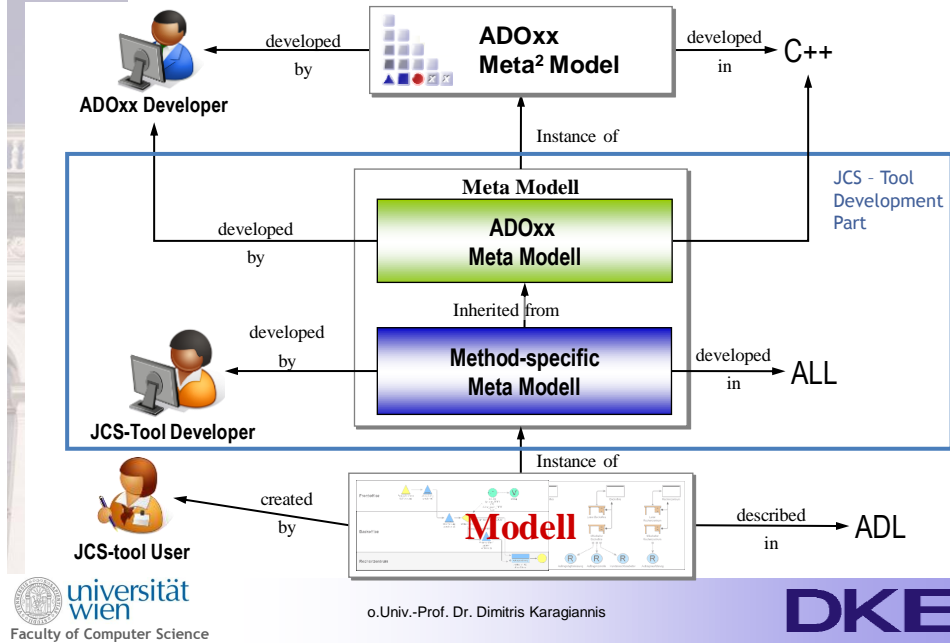 developed
by
ADOxx
Meta² Model
developed
in
C++
ADOxx Developer
Instance of
JCS - Tool
Development
Part
Meta Modell
developed
by
ADOxx
Meta Modell
Inherited from
developed
by
Method-specific
Meta Modell
developed
in
ALL
JCS-Tool Developer
Instance of
created
by
Modell
described
in
ADL
JCS-tool User
universität
wien
Faculty of Computer Science
o.Univ.-Prof. Dr. Dimitris Karagiannis
DKE